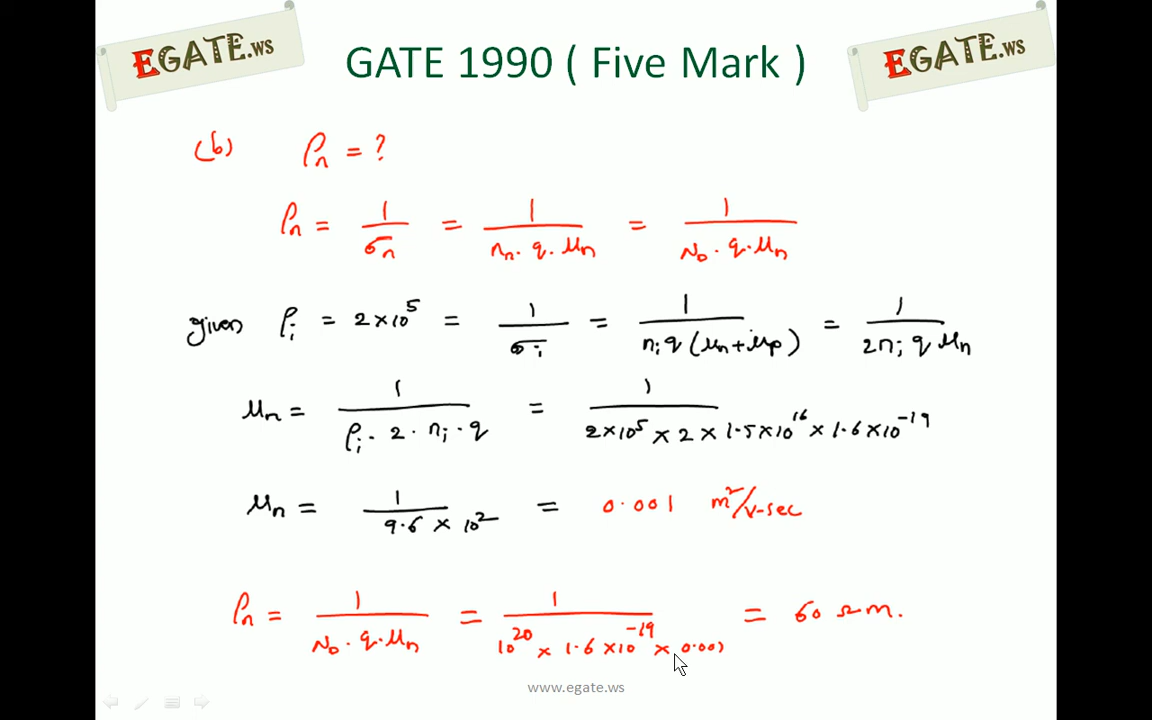 EGATE.ws GATE 1990 ( Five Mark ) EGATE.ws
(b) ρn = ?
ρn = 1/σn = 1/(nn · q · μn) = 1/(ND · q · μn)
given ρi = 2×10^5 = 1/σi = 1/(ni q (μn+μp)) = 1/(2ni q μn)
μn = 1/(ρi · 2 · ni · q) = 1/(2×10^5 × 2 × 1.5×10^16 × 1.6×10^-19)
μn = 1/(9.6 × 10^2) = 0.001 m²/v-sec
ρn = 1/(ND · q · μn) = 1/(10^20 × 1.6×10^-19 × 0.001) = 60 Ωm.
www.egate.ws